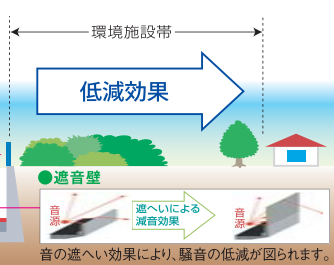 環境施設帯
低減効果
●遮音壁
音源
遮へいによる
減音効果
音源
音の遮へい効果により、騒音の低減が図られます。